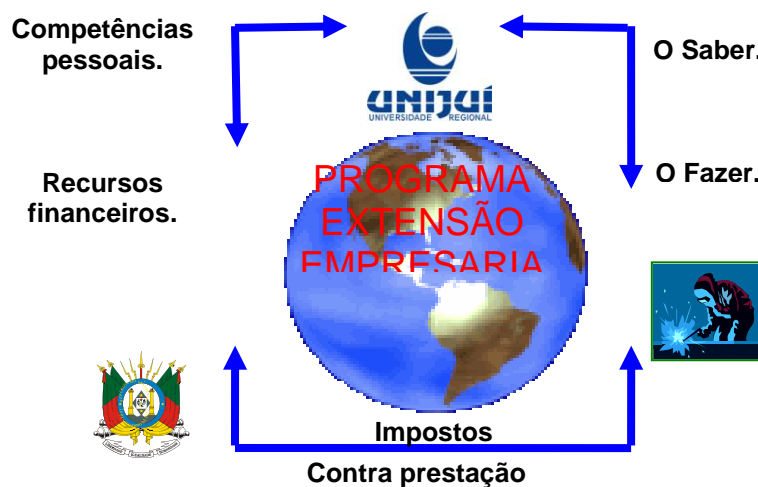 Competências
pessoais.
O Saber.
UNIJUÍ
UNIVERSIDADE REGIONAL
Recursos
financeiros.
O Fazer.
PROGRAMA
EXTENSÃO
EMPRESARIA
Impostos
Contra prestação